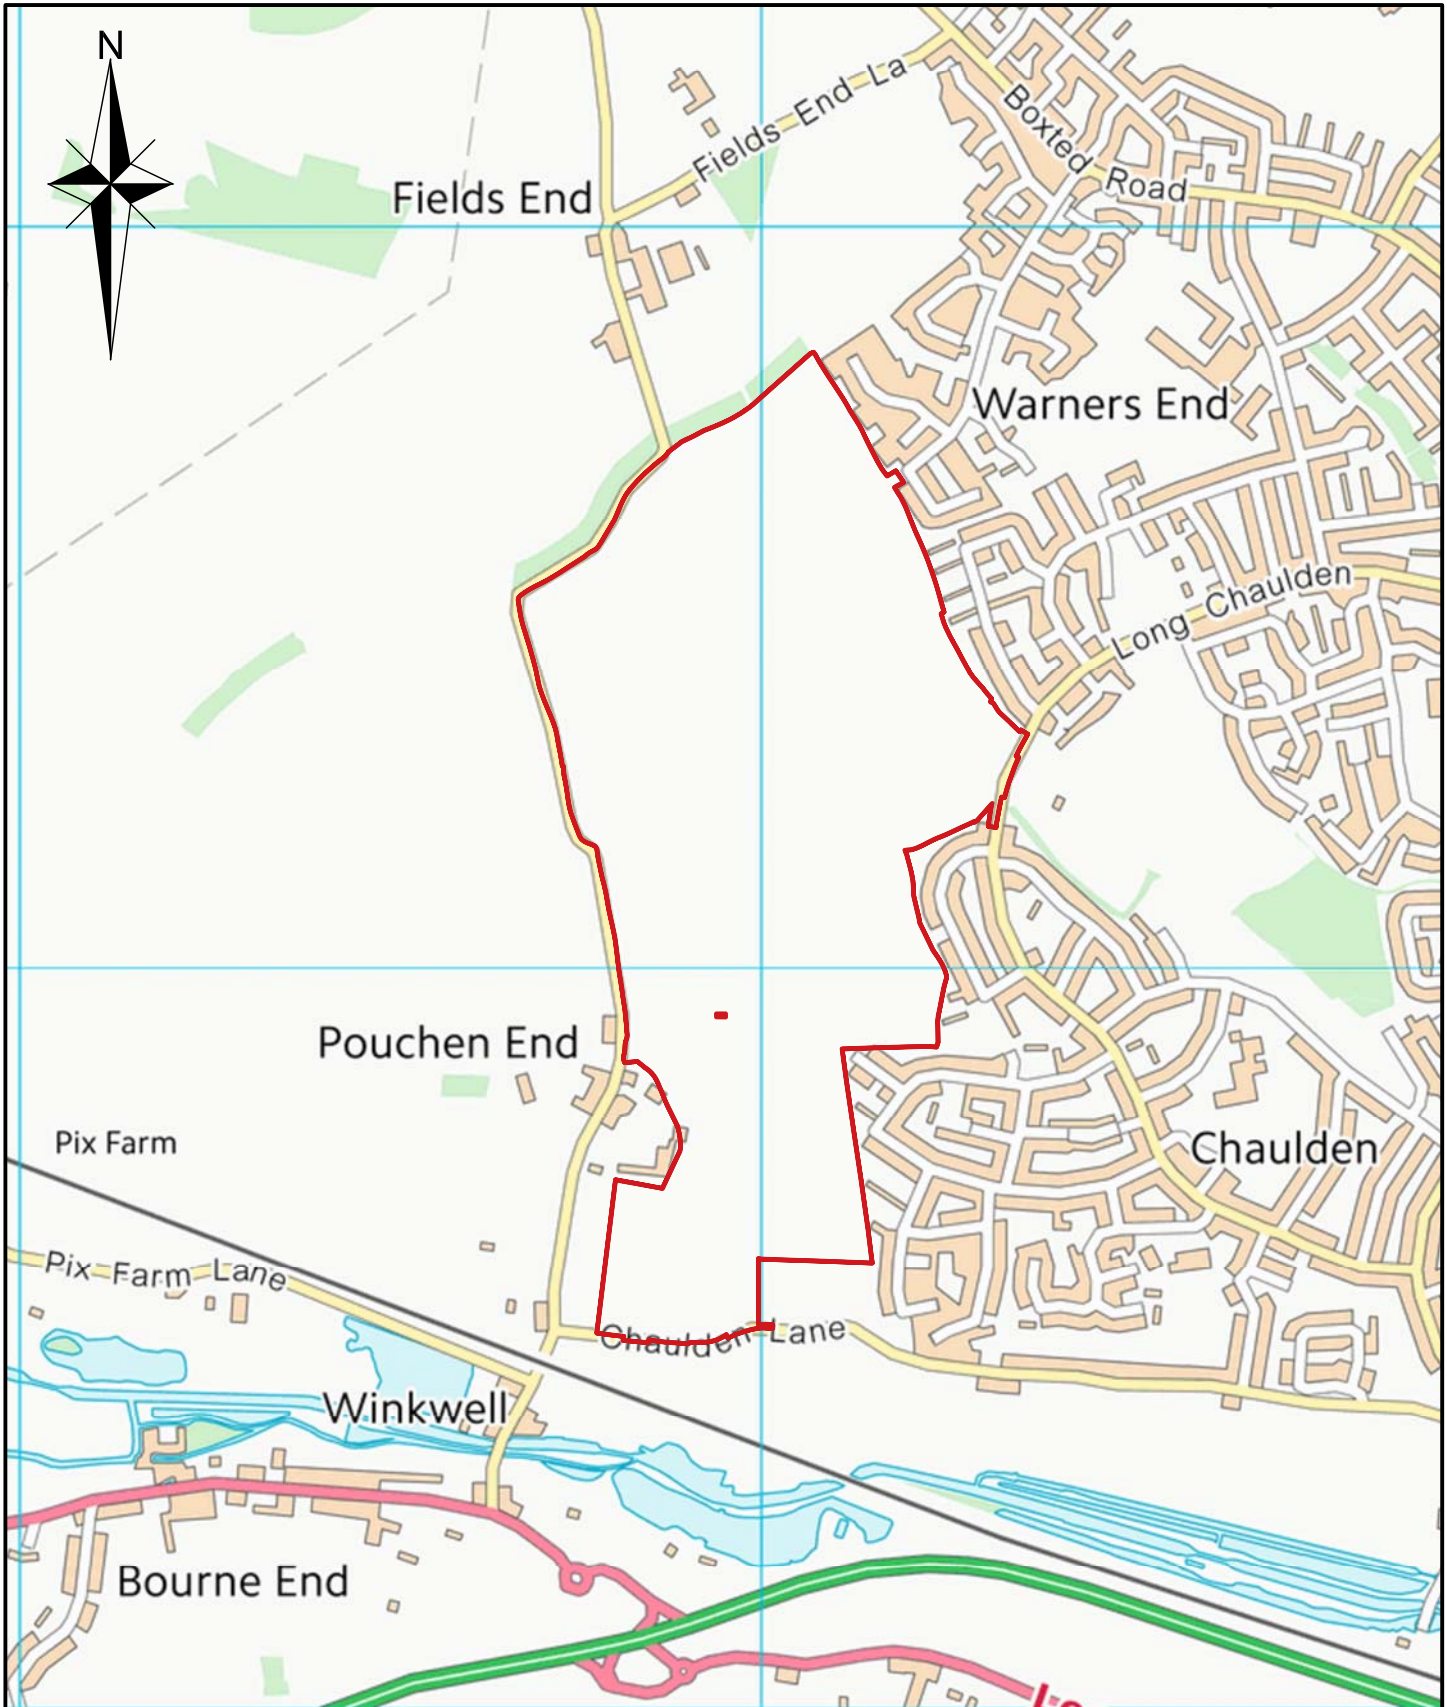 N
Fields End La
Boxted Road
Fields End
Warners End
Long Chaulden
Pouchen End
Pix Farm
Chaulden
Pix Farm Lane
Chaulden Lane
Winkwell
Bourne End